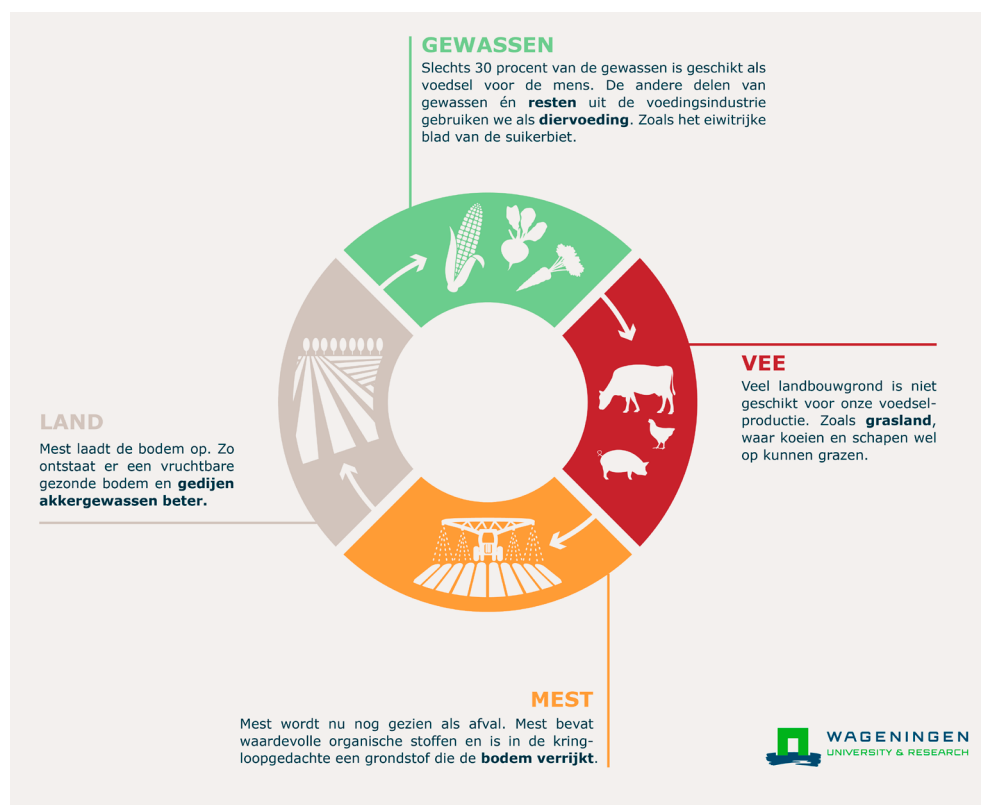 GEWASSEN
Slechts 30 procent van de gewassen is geschikt als
voedsel voor de mens. De andere delen van
gewassen én resten uit de voedingsindustrie
gebruiken we als diervoeding. Zoals het eiwitrijke
blad van de suikerbiet.
VEE
Veel landbouwgrond is niet
geschikt voor onze voedsel-
productie. Zoals grasland,
waar koeien en schapen wel
op kunnen grazen.
LAND
Mest laadt de bodem op. Zo
ontstaat er een vruchtbare
gezonde bodem en gedijen
akkergewassen beter.
MEST
Mest wordt nu nog gezien als afval. Mest bevat
waardevolle organische stoffen en is in de kring-
loopgedachte een grondstof die de bodem verrijkt.
WAGENINGEN
UNIVERSITY & RESEARCH